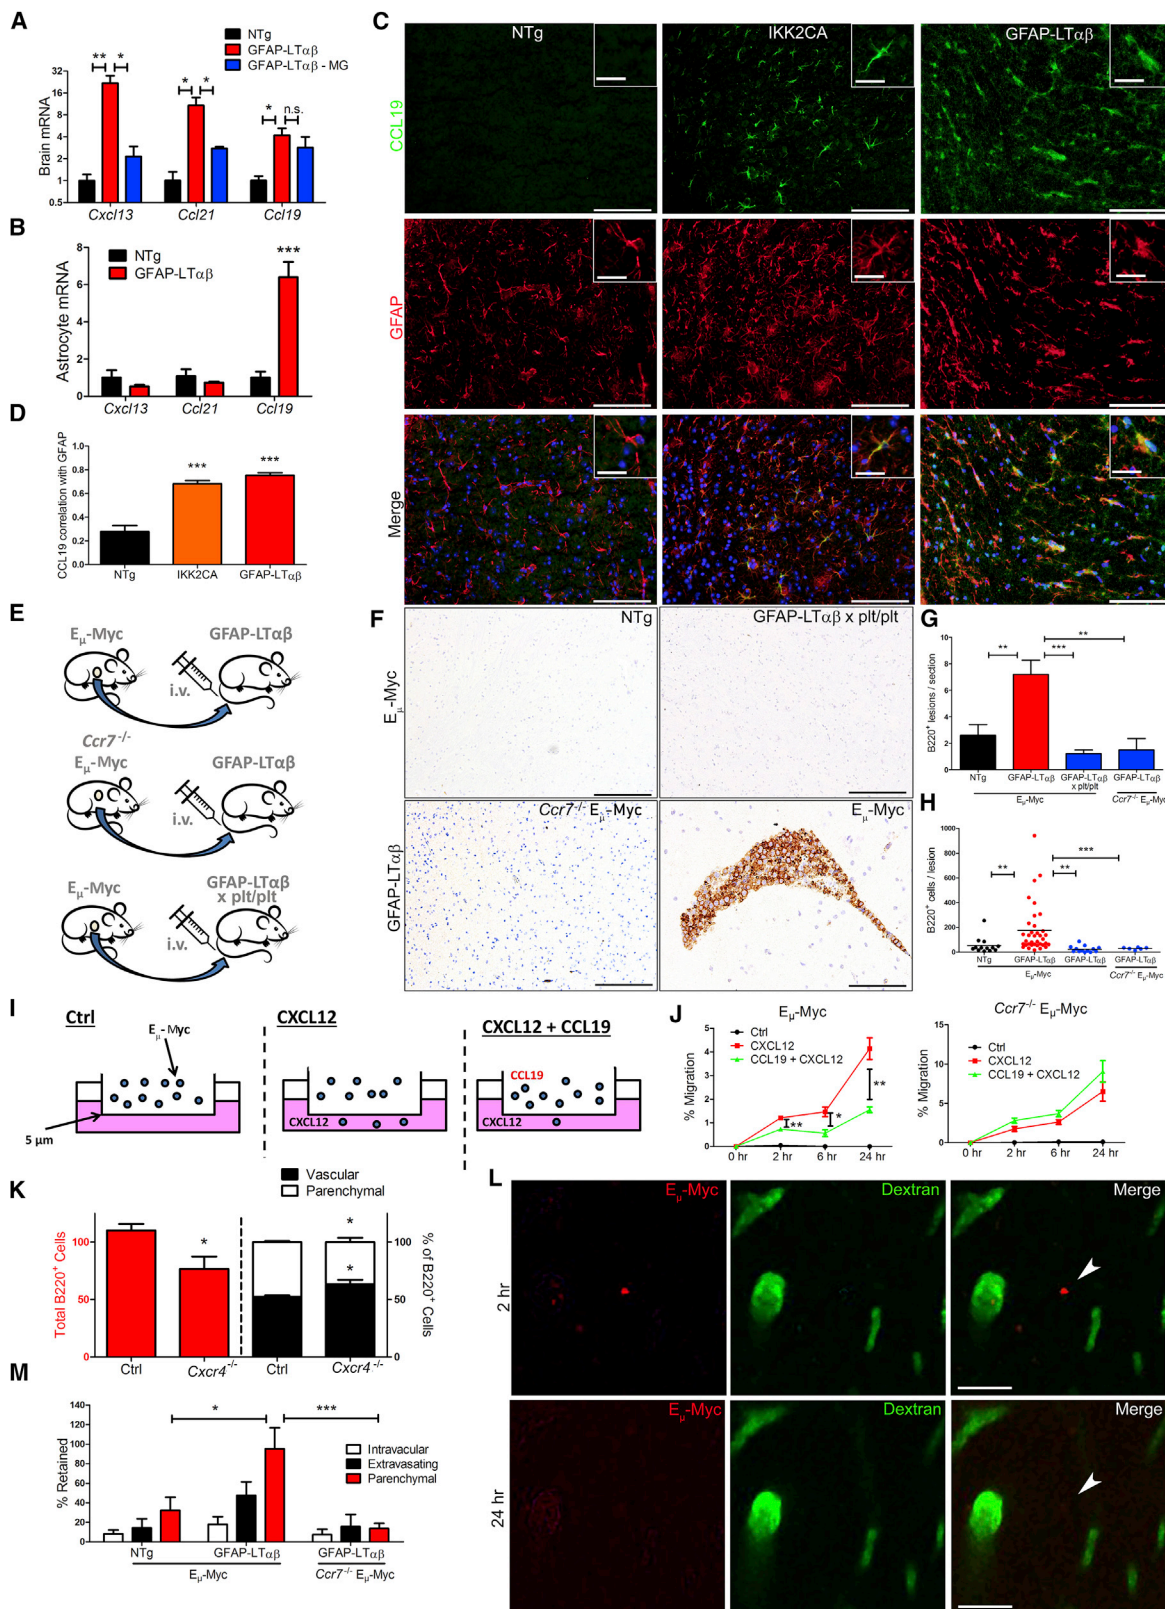 A
NTg
GFAP-LTαβ
GFAP-LTαβ - MG
** * * * * n.s.
Brain mRNA
32
16
8
4
2
1
0.5
Cxcl13 Ccl21 Ccl19
B
NTg
GFAP-LTαβ
***
Astrocyte mRNA
8
6
4
2
0
Cxcl13 Ccl21 Ccl19
C
NTg IKK2CA GFAP-LTαβ
CCL19
GFAP
Merge
D
CCL19 correlation with GFAP
1.0
0.8
0.6
0.4
0.2
0.0
*** ***
NTg IKK2CA GFAP-LTαβ
E
Eμ-Myc GFAP-LTαβ
i.v.
Ccr7-/-
Eμ-Myc GFAP-LTαβ
i.v.
Eμ-Myc GFAP-LTαβ
x plt/plt
i.v.
F
NTg GFAP-LTαβ x plt/plt
Eμ-Myc
Ccr7-/- Eμ-Myc Eμ-Myc
GFAP-LTαβ
G
B220+ lesions / section
10
8
6
4
2
0
** *** **
NTg GFAP-LTαβ GFAP-LTαβ GFAP-LTαβ
x plt/plt
Eμ-Myc Ccr7-/- Eμ-Myc
H
B220+ cells / lesion
1000
800
600
400
200
0
** ** ***
NTg GFAP-LTαβ GFAP-LTαβ GFAP-LTαβ
Eμ-Myc Ccr7-/- Eμ-Myc
I
Ctrl CXCL12 CXCL12 + CCL19
Eμ-Myc
CCL19
CXCL12 CXCL12
5 μm
J
Eμ-Myc Ccr7-/- Eμ-Myc
Ctrl
CXCL12
CCL19 + CXCL12
% Migration
5
4
3
2
1
0
** * **
0 hr 2 hr 6 hr 24 hr
Ctrl
CXCL12
CCL19 + CXCL12
% Migration
15
10
5
0
0 hr 2 hr 6 hr 24 hr
K
Vascular
Parenchymal
Total B220+ Cells
100
50
0
* * *
100
50
0
% of B220+ Cells
Ctrl Cxcr4-/- Ctrl Cxcr4-/-
L
Eμ-Myc Dextran Merge
2 hr
Eμ-Myc Dextran Merge
24 hr
M
% Retained
140
120
100
80
60
40
20
0
* ***
Intravacular
Extravasating
Parenchymal
NTg GFAP-LTαβ GFAP-LTαβ
Eμ-Myc Ccr7-/- Eμ-Myc